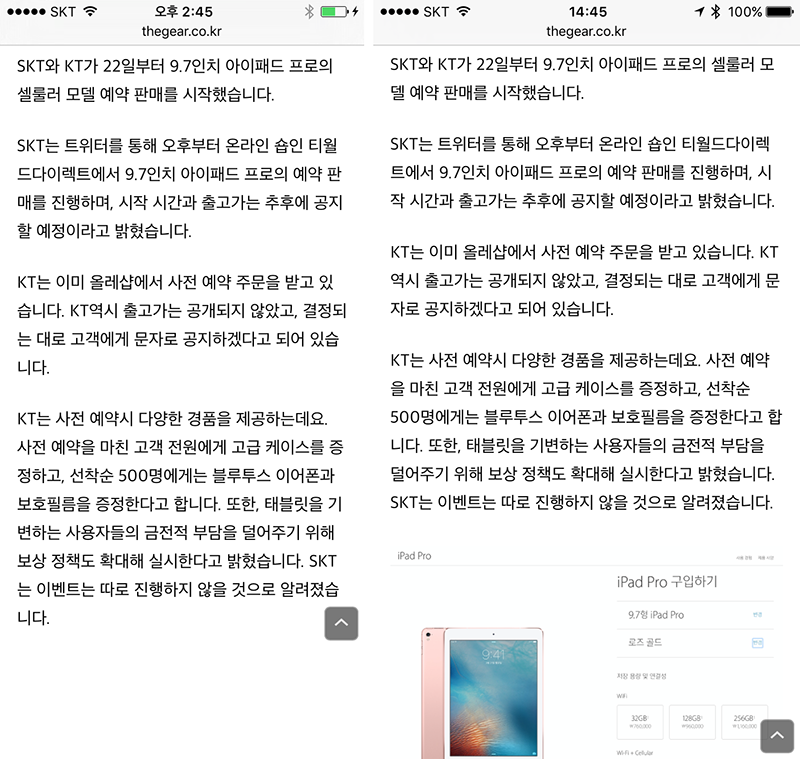 SKT
오후 2:45
thegear.co.kr
SKT와 KT가 22일부터 9.7인치 아이패드 프로의
셀룰러 모델 예약 판매를 시작했습니다.
SKT는 트위터를 통해 오후부터 온라인 숍인 티월
드다이렉트에서 9.7인치 아이패드 프로의 예약 판
매를 진행하며, 시작 시간과 출고가는 추후에 공지
할 예정이라고 밝혔습니다.
KT는 이미 올레샵에서 사전 예약 주문을 받고 있
습니다. KT역시 출고가는 공개되지 않았고, 결정되
는 대로 고객에게 문자로 공지하겠다고 되어 있습
니다.
KT는 사전 예약시 다양한 경품을 제공하는데요.
사전 예약을 마친 고객 전원에게 고급 케이스를 증
정하고, 선착순 500명에게는 블루투스 이어폰과
보호필름을 증정한다고 합니다. 또한, 태블릿을 기
변하는 사용자들의 금전적 부담을 덜어주기 위해
보상 정책도 확대해 실시한다고 밝혔습니다. SKT
는 이벤트는 따로 진행하지 않을 것으로 알려졌습
니다.
SKT
14:45
100%
thegear.co.kr
SKT와 KT가 22일부터 9.7인치 아이패드 프로의 셀룰러 모
델 예약 판매를 시작했습니다.
SKT는 트위터를 통해 오후부터 온라인 숍인 티월드다이렉
트에서 9.7인치 아이패드 프로의 예약 판매를 진행하며, 시
작 시간과 출고가는 추후에 공지할 예정이라고 밝혔습니다.
KT는 이미 올레샵에서 사전 예약 주문을 받고 있습니다. KT
역시 출고가는 공개되지 않았고, 결정되는 대로 고객에게 문
자로 공지하겠다고 되어 있습니다.
KT는 사전 예약시 다양한 경품을 제공하는데요. 사전 예약
을 마친 고객 전원에게 고급 케이스를 증정하고, 선착순
500명에게는 블루투스 이어폰과 보호필름을 증정한다고 합
니다. 또한, 태블릿을 기변하는 사용자들의 금전적 부담을
덜어주기 위해 보상 정책도 확대해 실시한다고 밝혔습니다.
SKT는 이벤트는 따로 진행하지 않을 것으로 알려졌습니다.
iPad Pro
iPad Pro 구입하기
9.7형 iPad Pro
변경
로즈 골드
변경
저장 용량 및 연결성
WiFi
9:41
32GB
₩760,000
128GB
₩960,000
256GB
Wi-Fi + Cellular